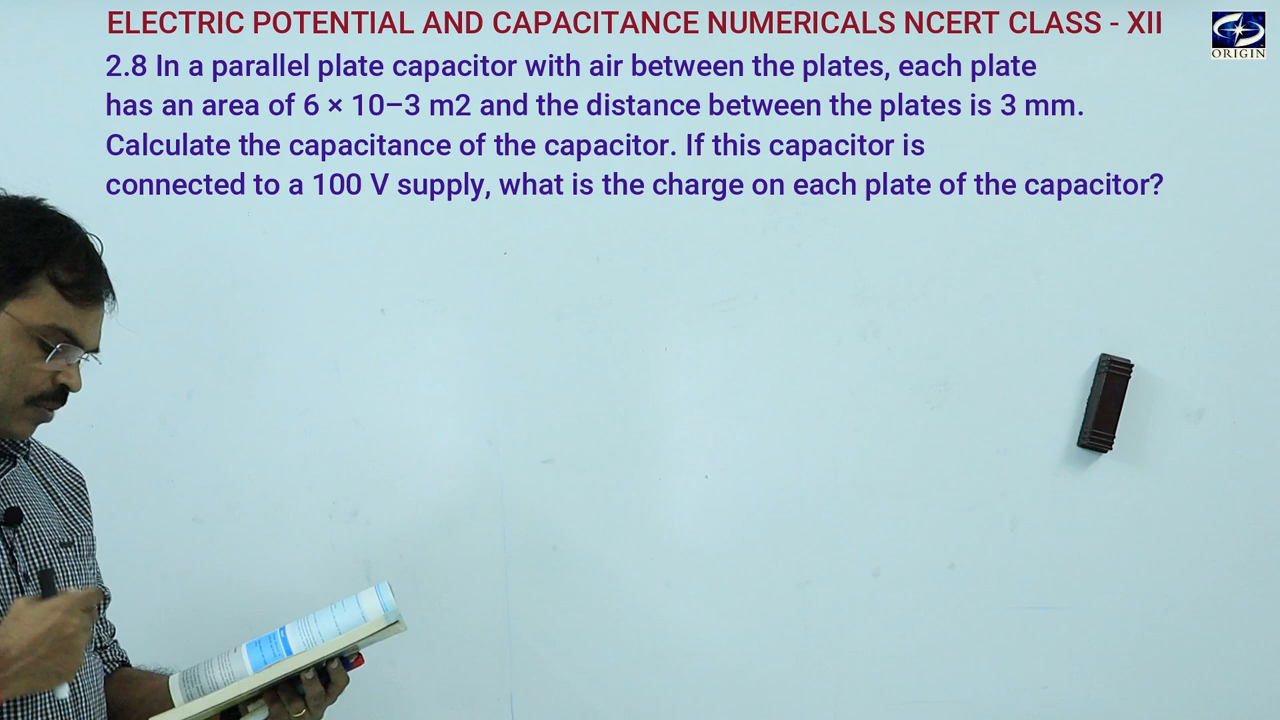 ELECTRIC POTENTIAL AND CAPACITANCE NUMERICALS NCERT CLASS - XII
ORIGIN
2.8 In a parallel plate capacitor with air between the plates, each plate
has an area of 6 × 10–3 m2 and the distance between the plates is 3 mm.
Calculate the capacitance of the capacitor. If this capacitor is
connected to a 100 V supply, what is the charge on each plate of the capacitor?